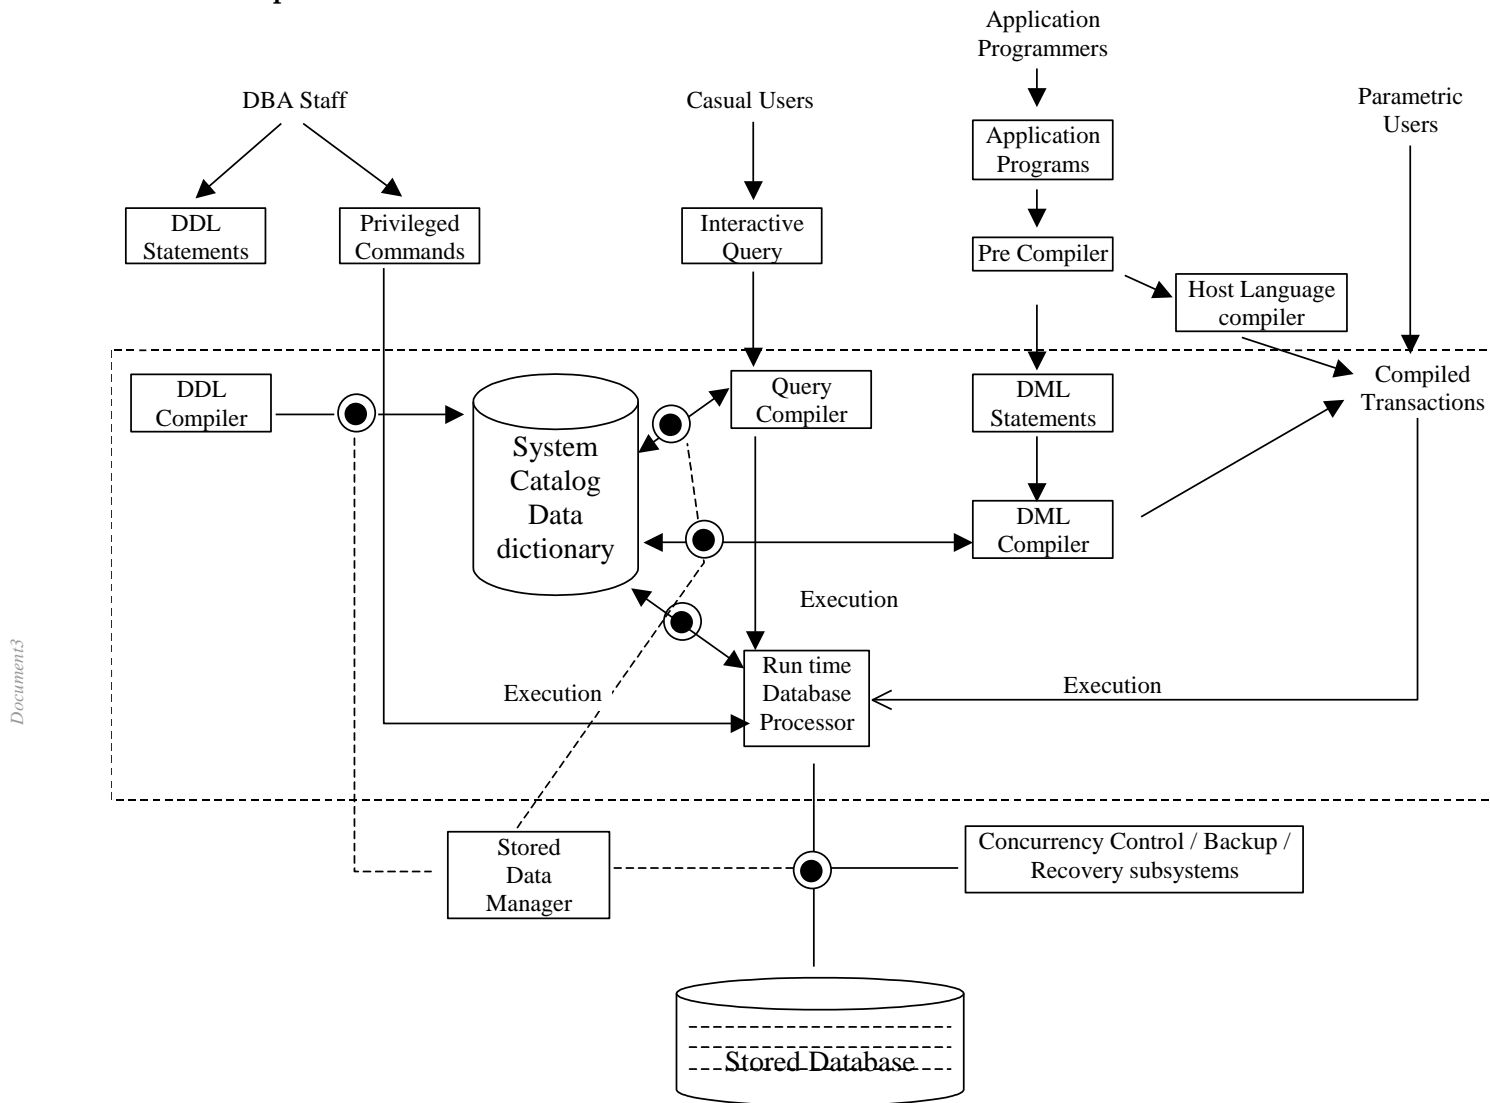 Application
Programmers
DBA Staff
Casual Users
Parametric
Users
Application
Programs
DDL
Statements
Privileged
Commands
Interactive
Query
Pre Compiler
Host Language
compiler
DDL
Compiler
System
Catalog
Data
dictionary
Query
Compiler
DML
Statements
Compiled
Transactions
DML
Compiler
Execution
Execution
Run time
Database
Processor
Execution
Stored
Data
Manager
Concurrency Control / Backup /
Recovery subsystems
Stored Database
Document3